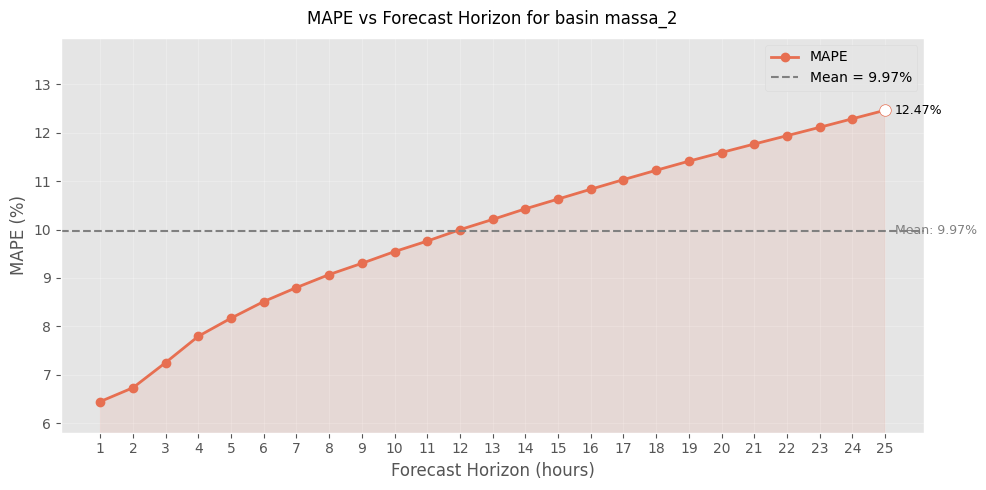 MAPE vs Forecast Horizon for basin massa_2
MAPE
Mean = 9.97%
13
12
11
10
9
8
7
6
MAPE (%)
12.47%
Mean: 9.97%
1 2 3 4 5 6 7 8 9 10 11 12 13 14 15 16 17 18 19 20 21 22 23 24 25
Forecast Horizon (hours)